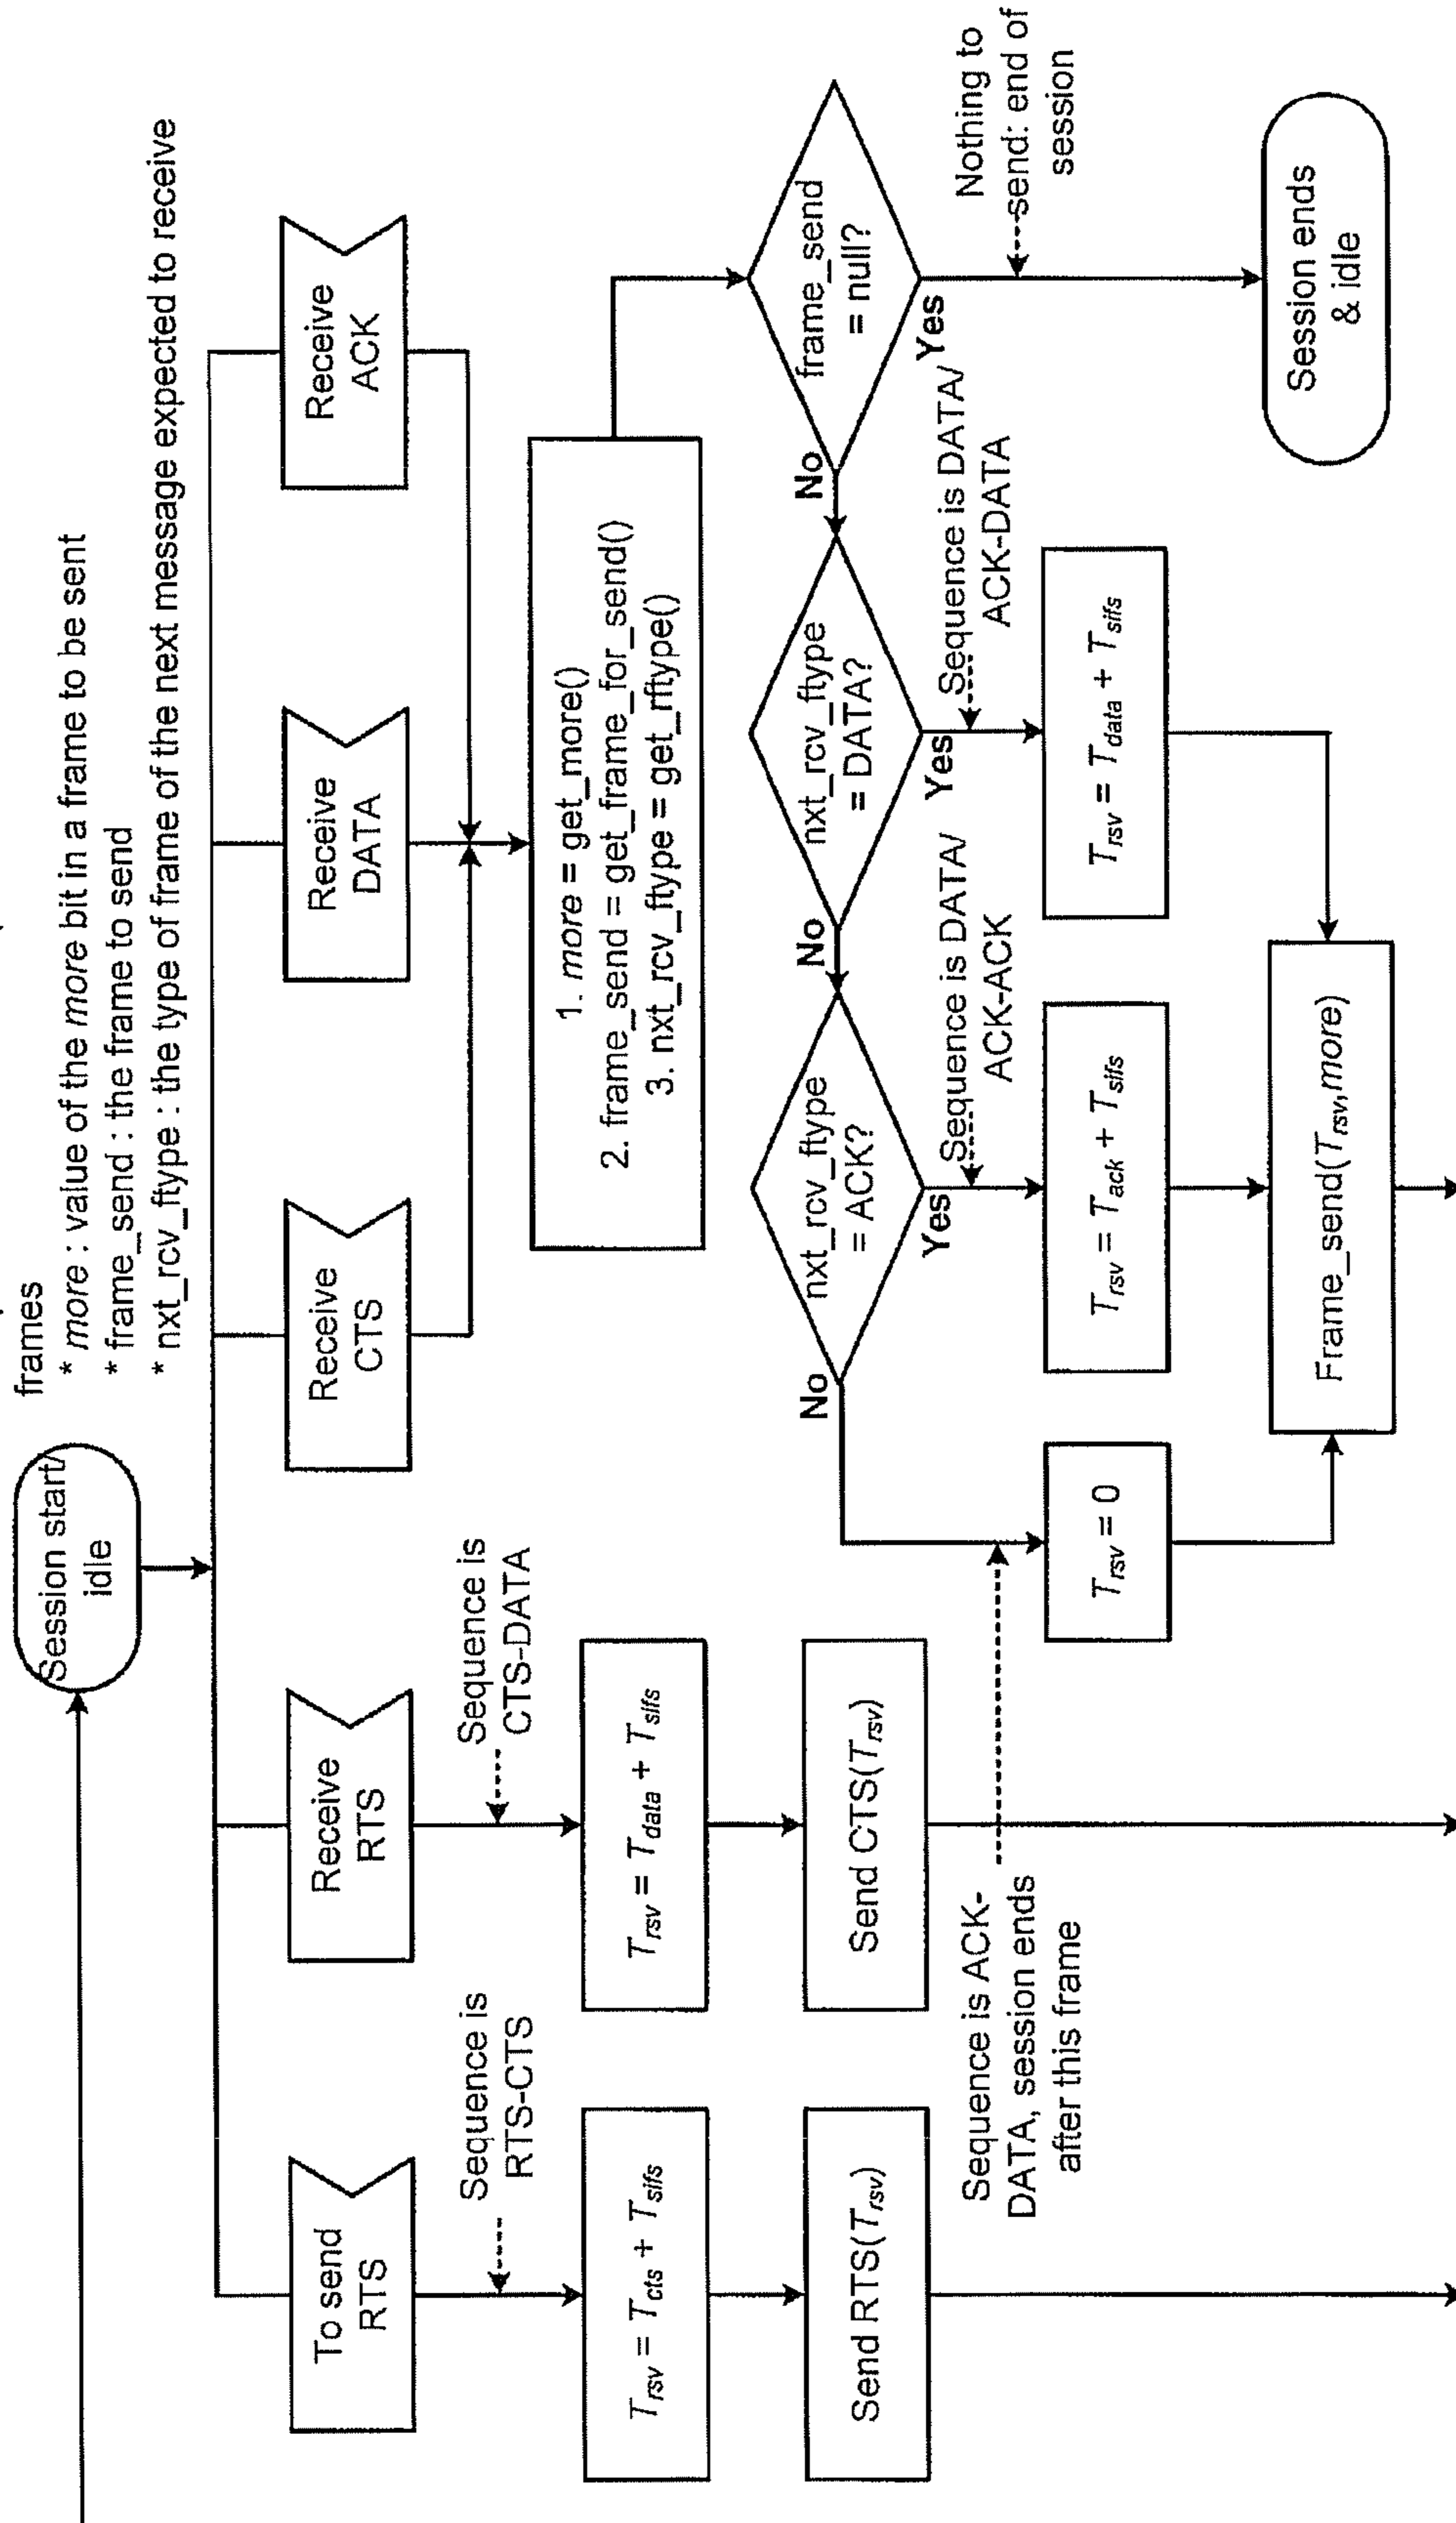 frames
* more : value of the more bit in a frame to be sent
* frame_send : the frame to send
* nxt_rcv_ftype : the type of frame of the next message expected to receive
Session start/
idle
To send
RTS
Receive
RTS
Receive
CTS
Receive
DATA
Receive
ACK
Sequence is
RTS-CTS
Sequence is
CTS-DATA
Trsv = Tcts + Tsifs
Trsv = Tdata + Tsifs
1. more = get_more()
2. frame_send = get_frame_for_send()
3. nxt_rcv_ftype = get_rftype()
Send RTS(Trsv)
Send CTS(Trsv)
nxt_rcv_ftype
= ACK?
nxt_rcv_ftype
= DATA?
frame_send
= null?
No
No
No
Yes
Yes
Yes
Sequence is ACK-
DATA, session ends
after this frame
Sequence is DATA/
ACK-ACK
Sequence is DATA/
ACK-DATA
Nothing to
send: end of
session
Trsv = 0
Trsv = Tack + Tsifs
Trsv = Tdata + Tsifs
Frame_send(Trsv,more)
Session ends
& idle